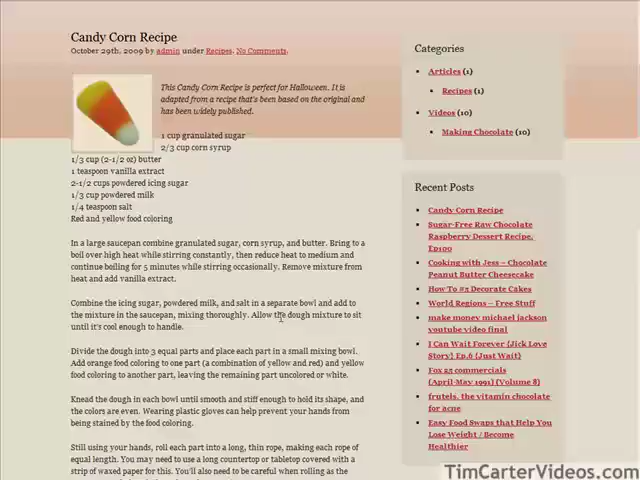 Candy Corn Recipe
October 29th, 2009 by admin under Recipes. No Comments.
This Candy Corn Recipe is perfect for Halloween. It is
adapted from a recipe that's been based on the original and
has been widely published.
1 cup granulated sugar
2/3 cup corn syrup
1/3 cup (2-1/2 oz) butter
1 teaspoon vanilla extract
2-1/2 cups powdered icing sugar
1/3 cup powdered milk
1/4 teaspoon salt
Red and yellow food coloring
In a large saucepan combine granulated sugar, corn syrup, and butter. Bring to a
boil over high heat while stirring constantly, then reduce heat to medium and
continue boiling for 5 minutes while stirring occasionally. Remove mixture from
heat and add vanilla extract.
Combine the icing sugar, powdered milk, and salt in a separate bowl and add to
the mixture in the saucepan, mixing thoroughly. Allow the dough mixture to sit
until it's cool enough to handle.
Divide the dough into 3 equal parts and place each part in a small mixing bowl.
Add orange food coloring to one part (a combination of yellow and red) and yellow
food coloring to another part, leaving the remaining part uncolored or white.
Knead the dough in each bowl until smooth and stiff enough to hold its shape, and
the colors are even. Wearing plastic gloves can help prevent your hands from
being stained by the food coloring.
Still using your hands, roll each part into a long, thin rope, making each rope of
equal length. You may need to use a long countertop or tabletop covered with a
strip of waxed paper for this. You'll also need to be careful when rolling as the
Categories
Articles (1)
Recipes (1)
Videos (10)
Making Chocolate (10)
Recent Posts
Candy Corn Recipe
Sugar-Free Raw Chocolate
Raspberry Dessert Recipe,
Ep100
Cooking with Jess – Chocolate
Peanut Butter Cheesecake
How To #2 Decorate Cakes
World Regions – Free Stuff
make money michael jackson
youtube video final
I Can Wait Forever {Jick Love
Story} Ep.6 {Just Wait}
Fox 25 commercials
(April-May 1991) (Volume 8)
frutels, the vitamin chocolate
for acne
Easy Food Swaps that Help You
Lose Weight / Become
Healthier
TimCarterVideos.com